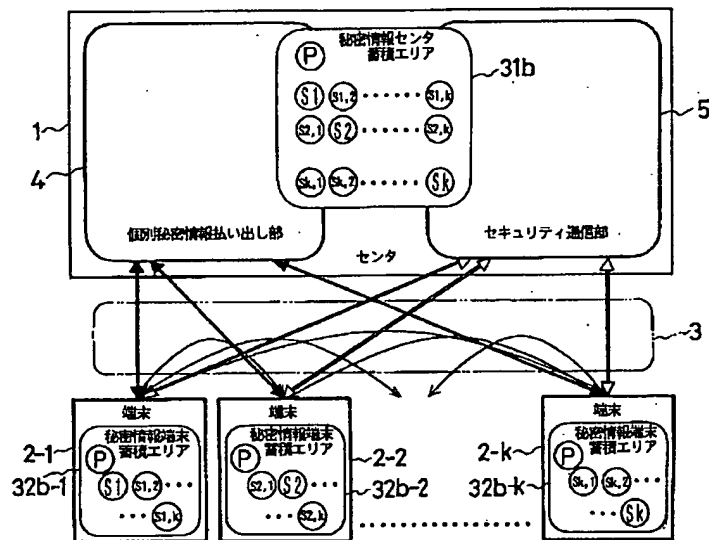 秘密情報センタ
蓄積エリア
P
31b
S1 S1,2 ・・・・・・ S1,k
5
1
S2,1 S2 ・・・・・・ S2,k
4
Sk,1 Sk,2 ・・・・・・ Sk
個別秘密情報払い出し部
セキュリティ通信部
センタ
3
端末
端末
端末
2-1
秘密情報端末
蓄積エリア
P
32b-1
S1 S1,2 ・・・
・・・ S1,k
秘密情報端末
蓄積エリア
P
2-2
S2,1 S2 ・・・
32b-2
・・・ S2,k
・・・・・・・・・・・・・・
2-k
秘密情報端末
蓄積エリア
P
32b-k
Sk,1 Sk,2 ・・・
・・・ Sk